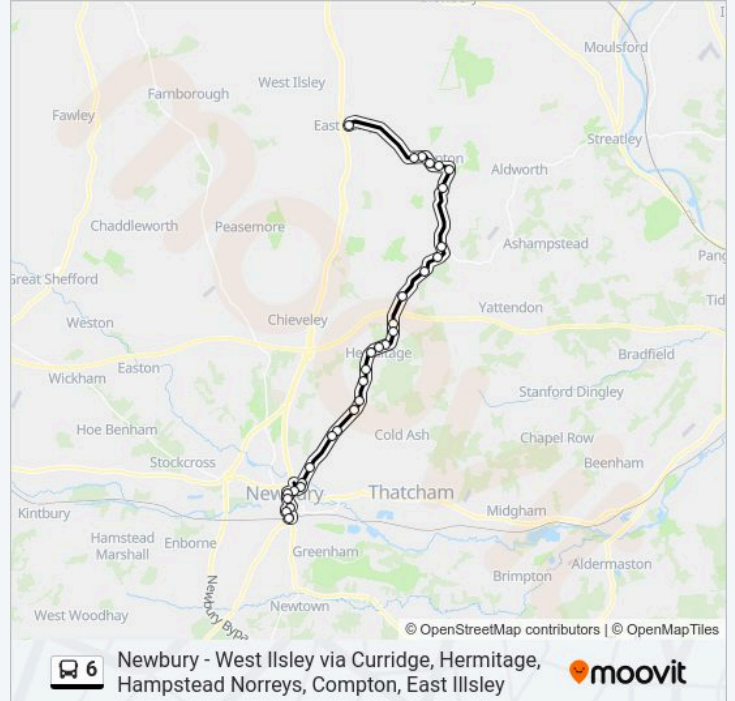 Moulsford
West Ilsley
Farnborough
Fawley
East
Streatley
Aldworth
Chaddleworth
Peasemore
Ashampstead
Pang
Great Shefford
Tid
Yattendon
Weston
Chieveley
Hermitage
Bradfield
Easton
Wickham
Stanford Dingley
Hoe Benham
Cold Ash
Chapel Row
Stockcross
Beenham
Newbury
Thatcham
Kintbury
Midgham
Hamstead
Marshall
Enborne
Greenham
Aldermaston
Brimpton
Newbury Bypa
Newtown
West Woodhay
© OpenStreetMap contributors | © OpenMapTiles
6
Newbury - West Ilsley via Curridge, Hermitage,
Hampstead Norreys, Compton, East Illsley
moovit